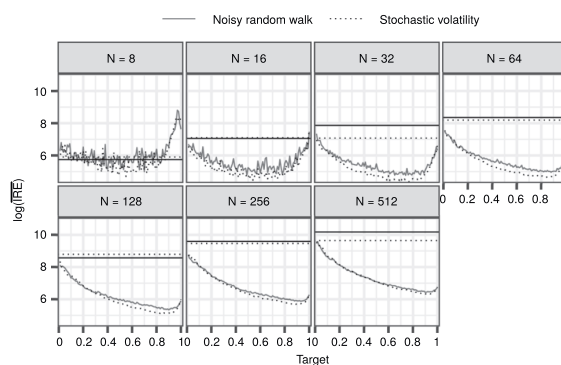 Noisy random walk Stochastic volatility
N = 8 N = 16 N = 32 N = 64
10
8
6
0 0.2 0.4 0.6 0.8
log(IRE)
N = 128 N = 256 N = 512
10
8
6
0 0.2 0.4 0.6 0.8 10 0.2 0.4 0.6 0.8 10 0.2 0.4 0.6 0.8 1
Target